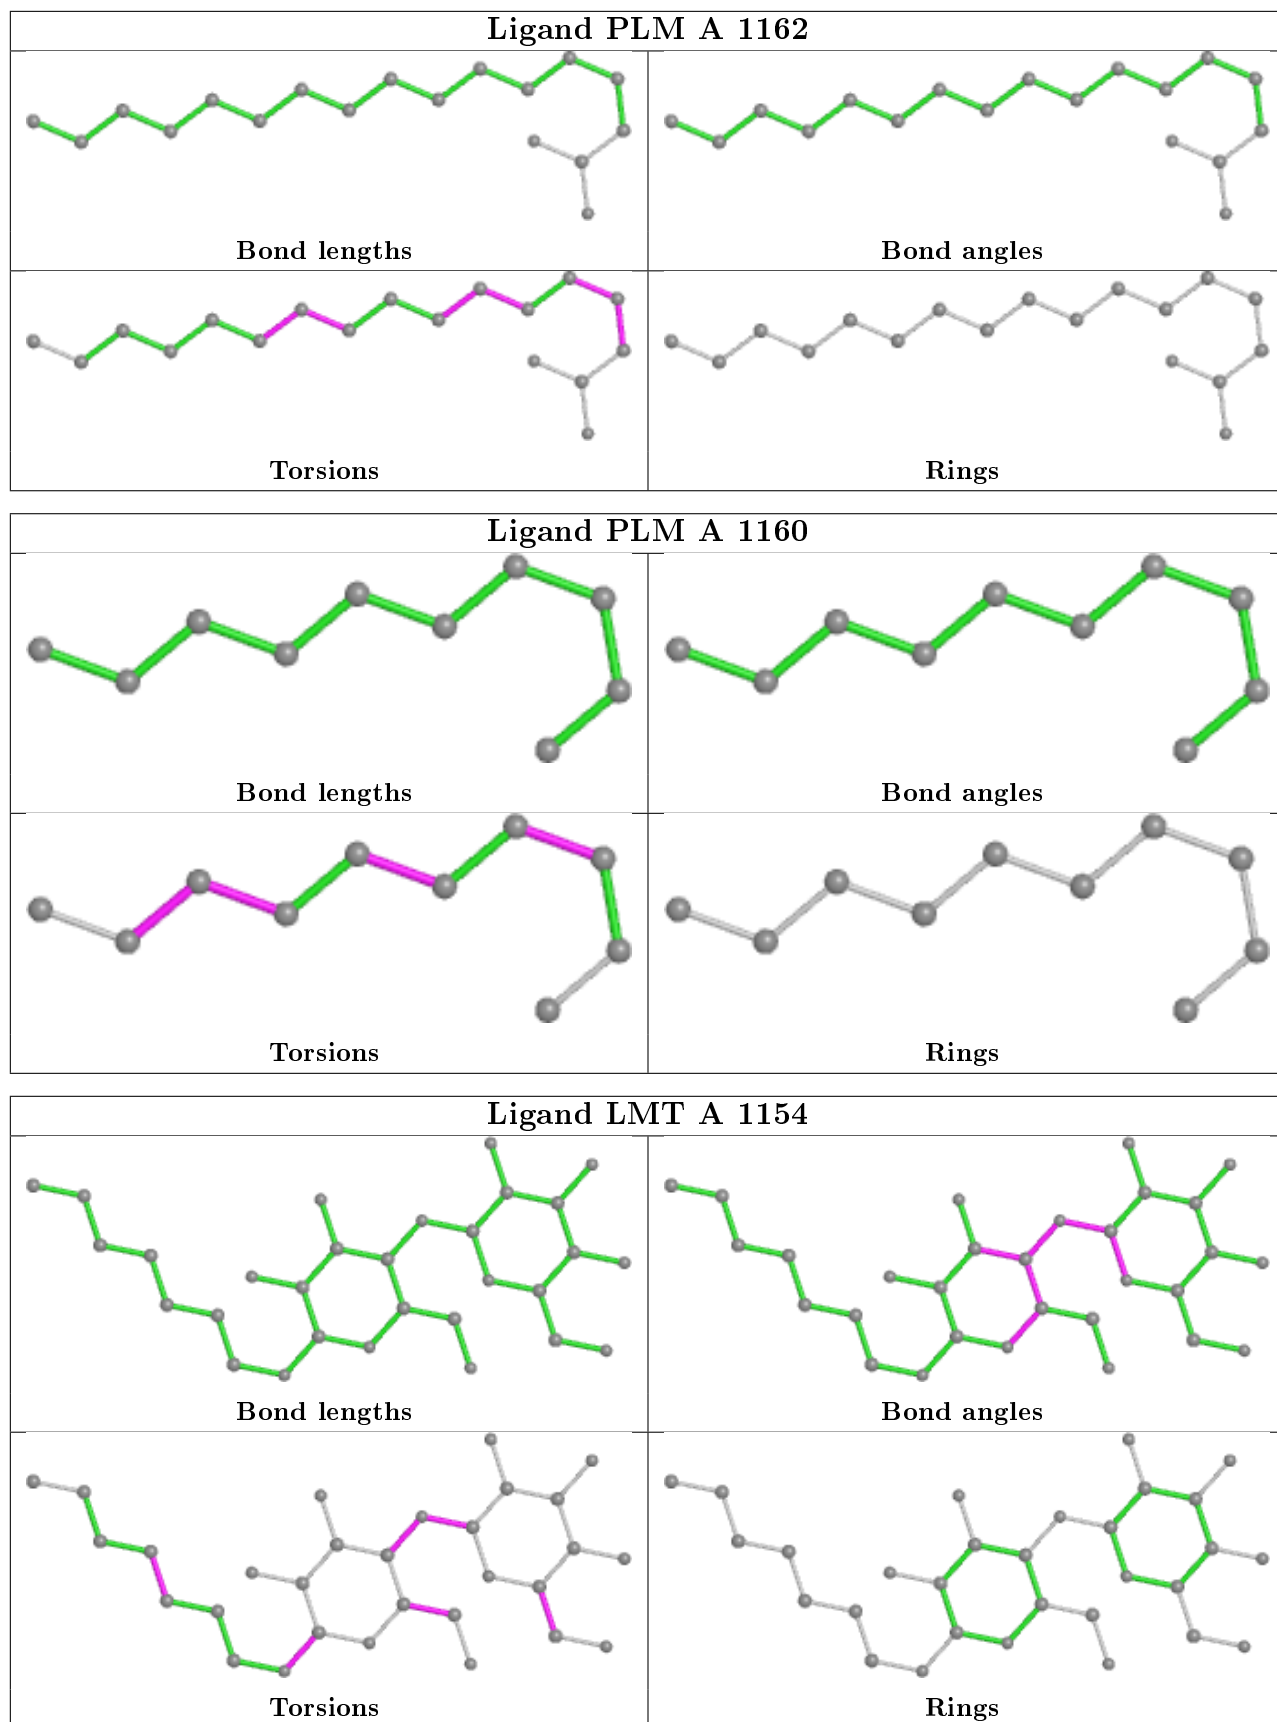 Ligand PLM A 1162
Bond lengths
Bond angles
Torsions
Rings
Ligand PLM A 1160
Bond lengths
Bond angles
Torsions
Rings
Ligand LMT A 1154
Bond lengths
Bond angles
Torsions
Rings